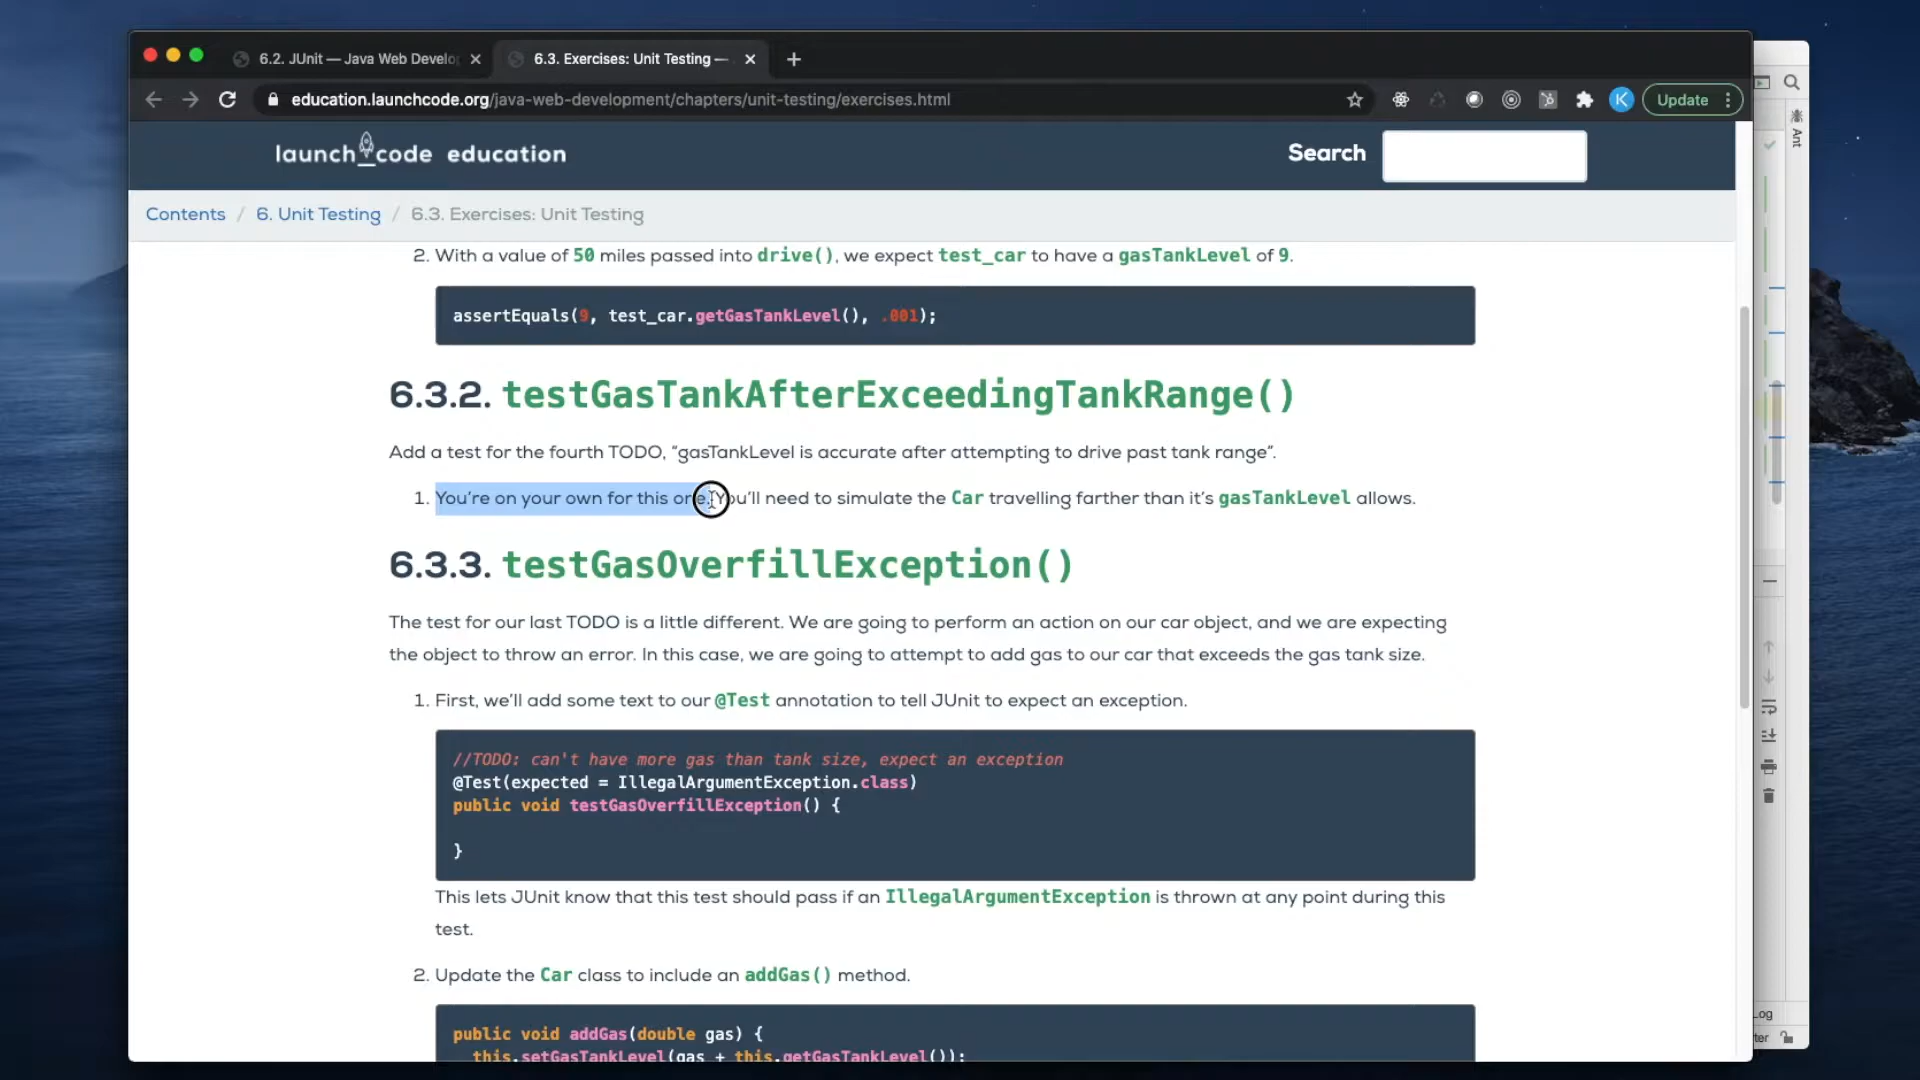 6.2. JUnit — Java Web Develo
6.3. Exercises: Unit Testing —
education.launchcode.org/java-web-development/chapters/unit-testing/exercises.html
K
Update
Ant
launch_code education
Search
Contents / 6. Unit Testing / 6.3. Exercises: Unit Testing
2. With a value of 50 miles passed into drive(), we expect test_car to have a gasTankLevel of 9.
assertEquals(9, test_car.getGasTankLevel(), .001);
6.3.2. testGasTankAfterExceedingTankRange()
Add a test for the fourth TODO, “gasTankLevel is accurate after attempting to drive past tank range”.
1. You’re on your own for this one. You’ll need to simulate the Car travelling farther than it’s gasTankLevel allows.
6.3.3. testGasOverfillException()
The test for our last TODO is a little different. We are going to perform an action on our car object, and we are expecting
the object to throw an error. In this case, we are going to attempt to add gas to our car that exceeds the gas tank size.
1. First, we’ll add some text to our @Test annotation to tell JUnit to expect an exception.
//TODO: can't have more gas than tank size, expect an exception
@Test(expected = IllegalArgumentException.class)
public void testGasOverfillException() {
}
This lets JUnit know that this test should pass if an IllegalArgumentException is thrown at any point during this
test.
2. Update the Car class to include an addGas() method.
public void addGas(double gas) {
this.setGasTankLevel(gas + this.getGasTankLevel());
Log
ter